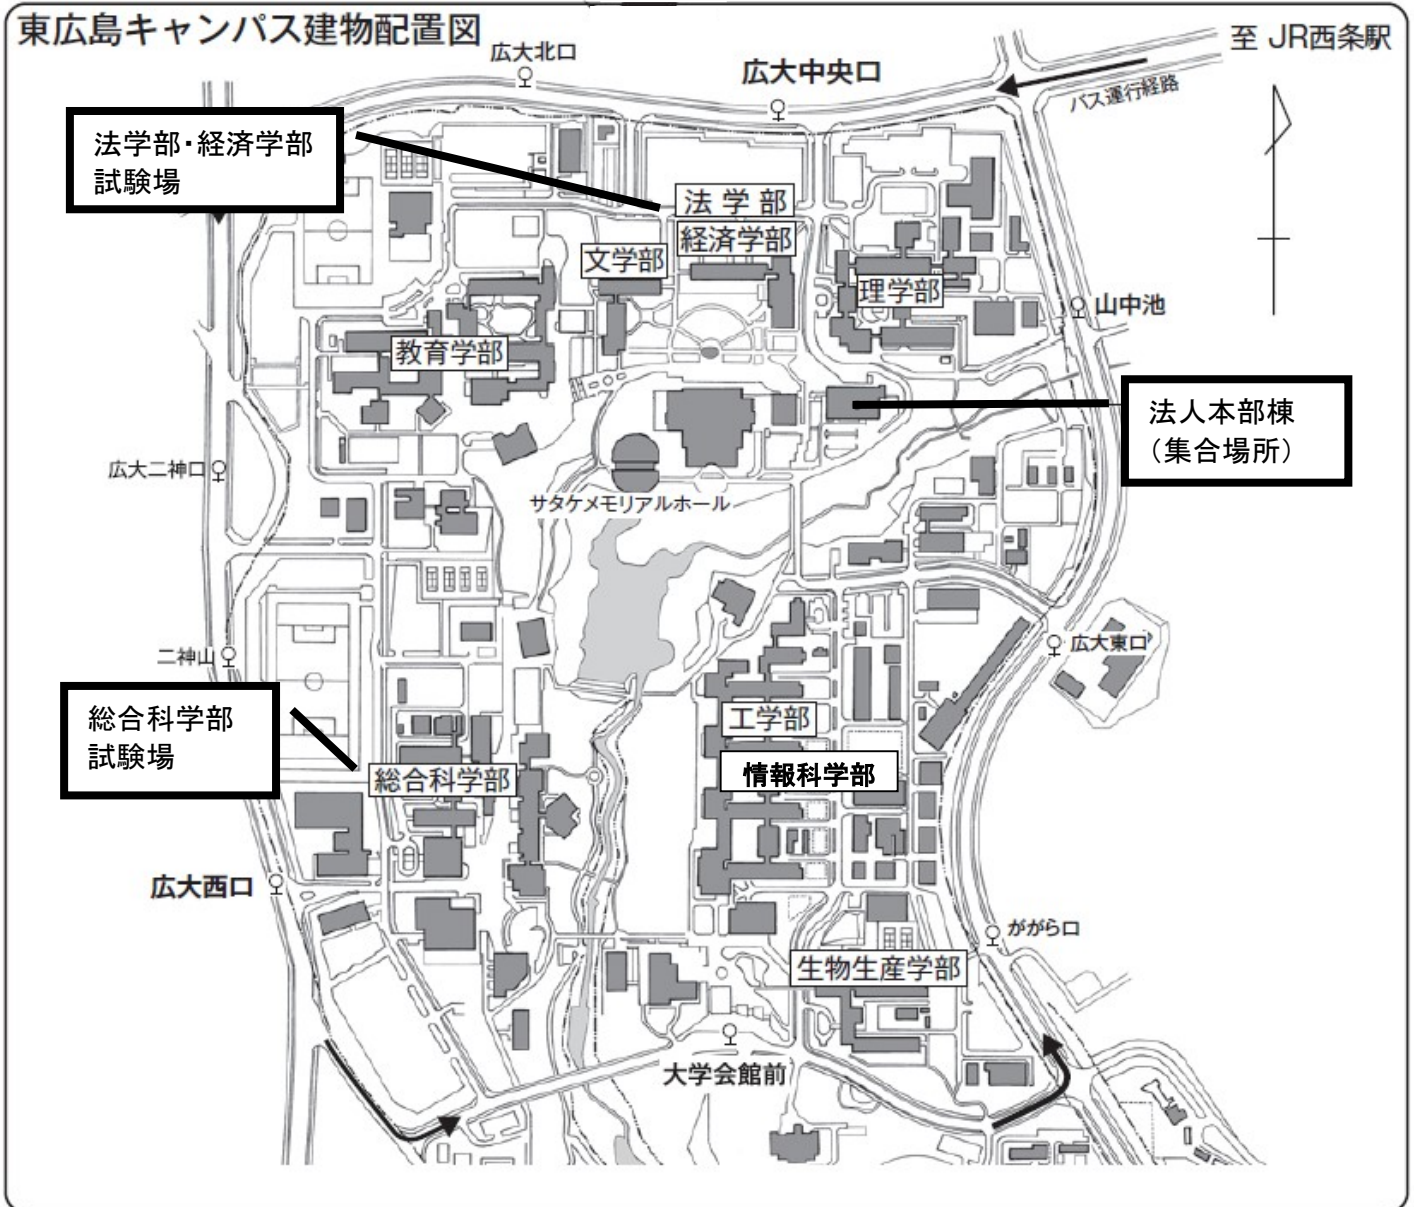 東広島キャンパス建物配置図
至 JR西条駅
広大北口
広大中央口
バス運行経路
法学部・経済学部
試験場
法 学 部
経済学部
文学部
理学部
山中池
教育学部
法人本部棟
（集合場所）
広大二神口
サタケメモリアルホール
二神山
広大東口
総合科学部
試験場
工学部
情報科学部
総合科学部
広大西口
ががら口
生物生産学部
大学会館前